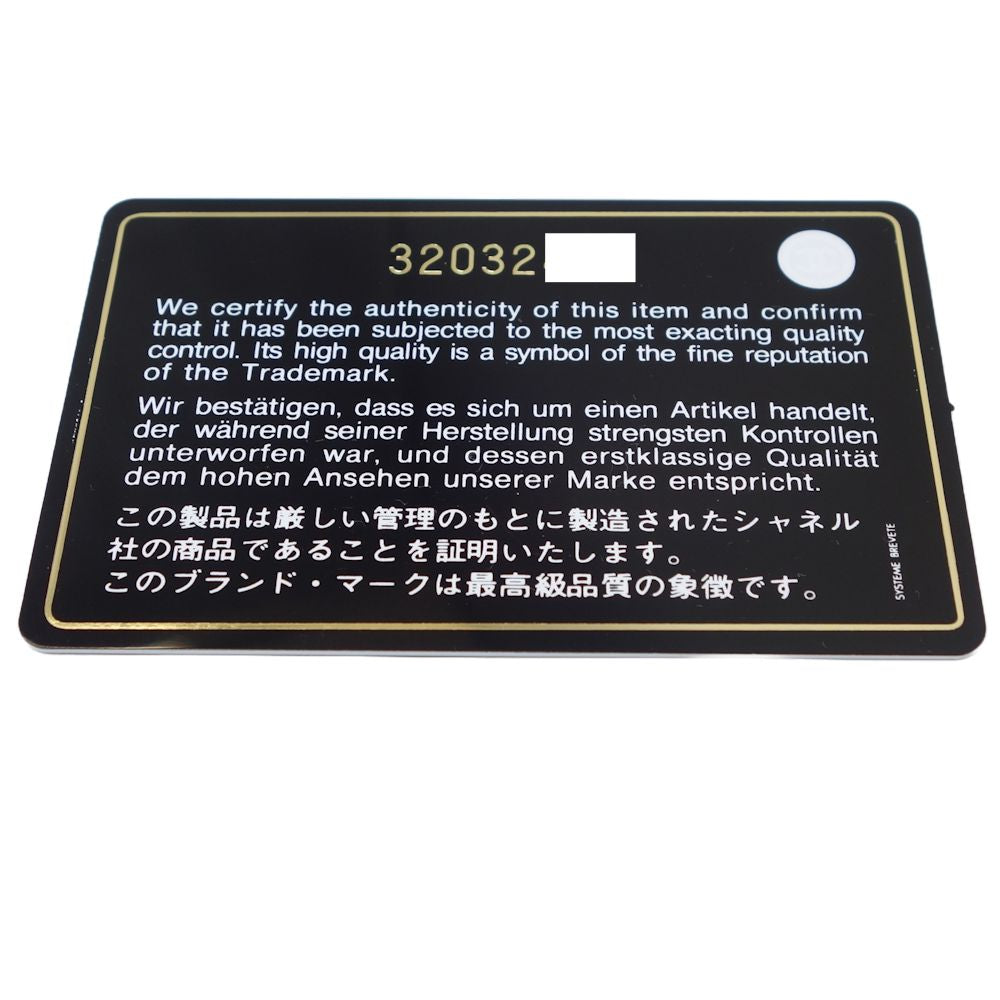 32032
We certify the authenticity of this item and confirm
that it has been subjected to the most exacting quality
control. Its high quality is a symbol of the fine reputation
of the Trademark.
Wir bestätigen, dass es sich um einen Artikel handelt,
der während seiner Herstellung strengsten Kontrollen
unterworfen war, und dessen erstklassige Qualität
dem hohen Ansehen unserer Marke entspricht.
この製品は厳しい管理のもとに製造されたシャネル
社の商品であることを証明いたします。
このブランド・マークは最高級品質の象徴です。
SYSTEME BREVETE